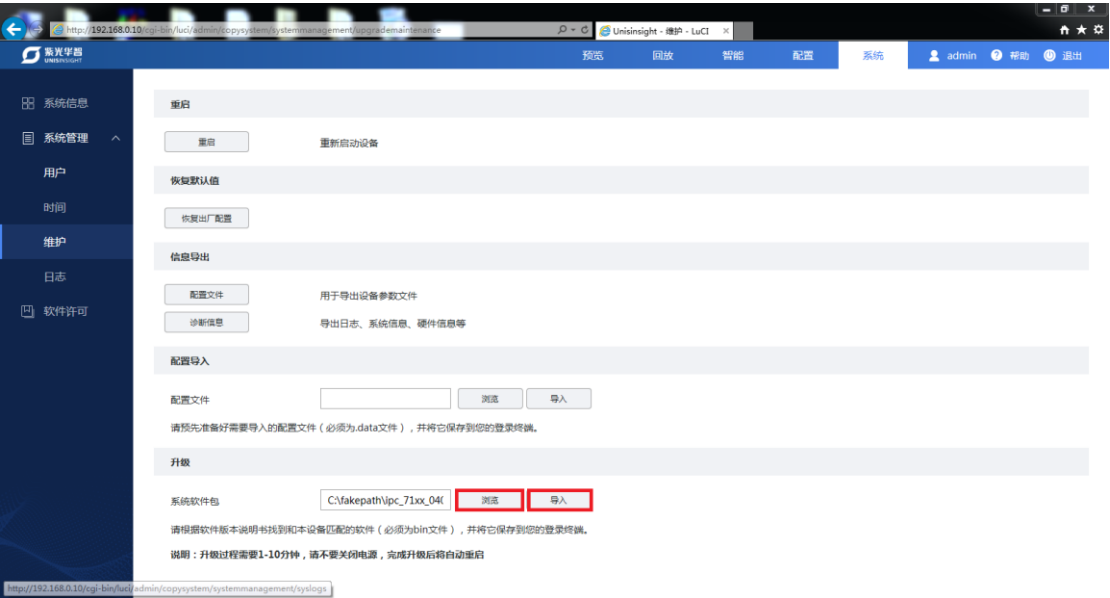 http://192.168.0.10/cgi-bin/luci/admin/copysystem/systemmanagement/upgrademaintenance
Unisinsight - 维护 - LuCI
紫光华智
UNISINSIGHT
预览 回放 智能 配置 系统 admin 帮助 退出
系统信息
系统管理
用户
时间
维护
日志
软件许可
重启
重启 重新启动设备
恢复默认值
恢复出厂配置
信息导出
配置文件 用于导出设备参数文件
诊断信息 导出日志、系统信息、硬件信息等
配置导入
配置文件 浏览 导入
请预先准备好需要导入的配置文件（必须为.data文件），并将它保存到您的登录终端。
升级
系统软件包 C:\fakepath\ipc_71xx_04( 浏览 导入
请根据软件版本说明书找到和本设备匹配的软件（必须为bin文件），并将它保存到您的登录终端。
说明：升级过程需要1-10分钟，请不要关闭电源，完成升级后将自动重启
http://192.168.0.10/cgi-bin/luci/admin/copysystem/systemmanagement/syslogs